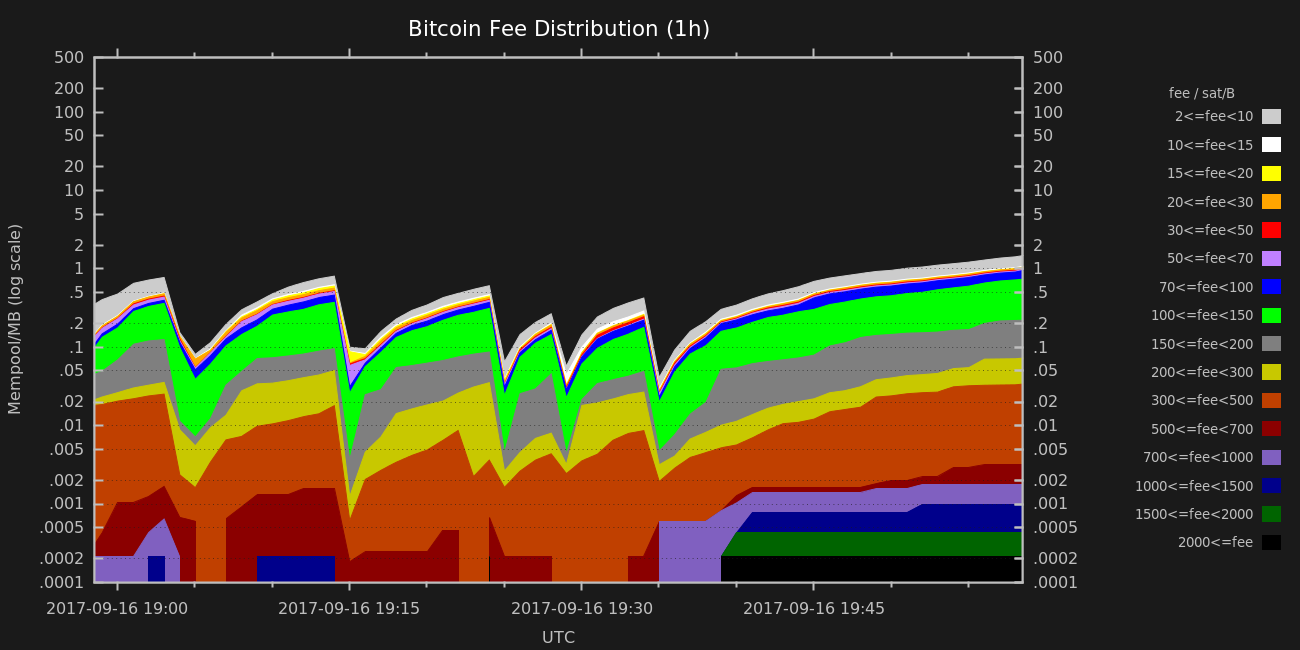 Bitcoin Fee Distribution (1h)
Mempool/MB (log scale)
500
200
100
50
20
10
5
2
1
.5
.2
.1
.05
.02
.01
.005
.002
.001
.0005
.0002
.0001
500
200
100
50
20
10
5
2
1
.5
.2
.1
.05
.02
.01
.005
.002
.001
.0005
.0002
.0001
2017-09-16 19:00 2017-09-16 19:15 2017-09-16 19:30 2017-09-16 19:45
UTC
fee / sat/B
2<=fee<10
10<=fee<15
15<=fee<20
20<=fee<30
30<=fee<50
50<=fee<70
70<=fee<100
100<=fee<150
150<=fee<200
200<=fee<300
300<=fee<500
500<=fee<700
700<=fee<1000
1000<=fee<1500
1500<=fee<2000
2000<=fee